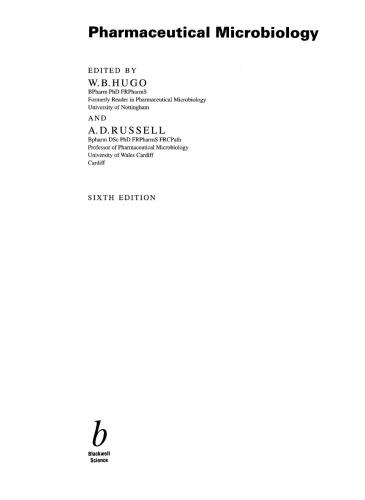 Pharmaceutical Microbiology
EDITED BY
W.B.HUGO
BPharm PhD FRPharmS
Formerly Reader in Pharmaceutical Microbiology
University of Nottingham
AND
A.D.RUSSELL
Bpharm DSc PhD FRPharmS FRCPath
Professor of Pharmaceutical Microbiology
University of Wales Cardiff
Cardiff
SIXTH EDITION
b
Blackwell
Science